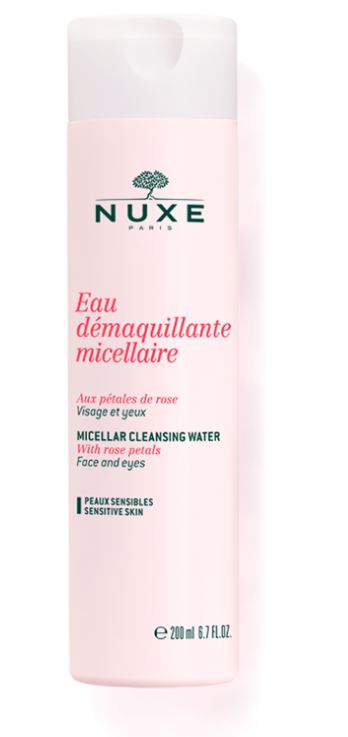 NUXE
PARIS
Eau
démaquillante
micellaire
Aux pétales de rose
Visage et yeux
MICELLAR CLEANSING WATER
With rose petals
Face and eyes
PEAUX SENSIBLES
SENSITIVE SKIN
℮ 200 ml 6.7 FL.OZ.